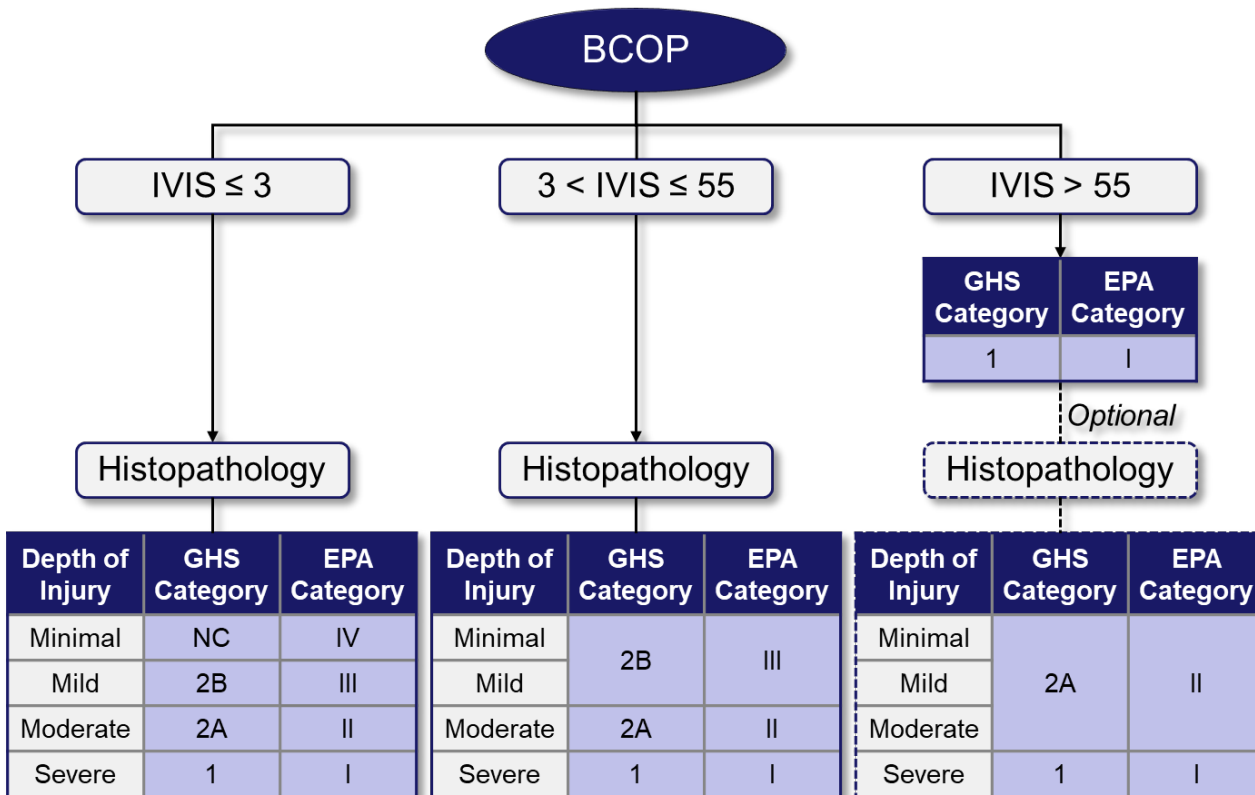 BCOP
IVIS ≤ 3
3 < IVIS ≤ 55
IVIS > 55
GHS Category
EPA Category
1
I
Optional
Histopathology
Histopathology
Histopathology
Depth of Injury
GHS Category
EPA Category
Minimal
NC
IV
Mild
2B
III
Moderate
2A
II
Severe
1
I
Depth of Injury
GHS Category
EPA Category
Minimal
Mild
2B
III
Moderate
2A
II
Severe
1
I
Depth of Injury
GHS Category
EPA Category
Minimal
Mild
Moderate
2A
II
Severe
1
I